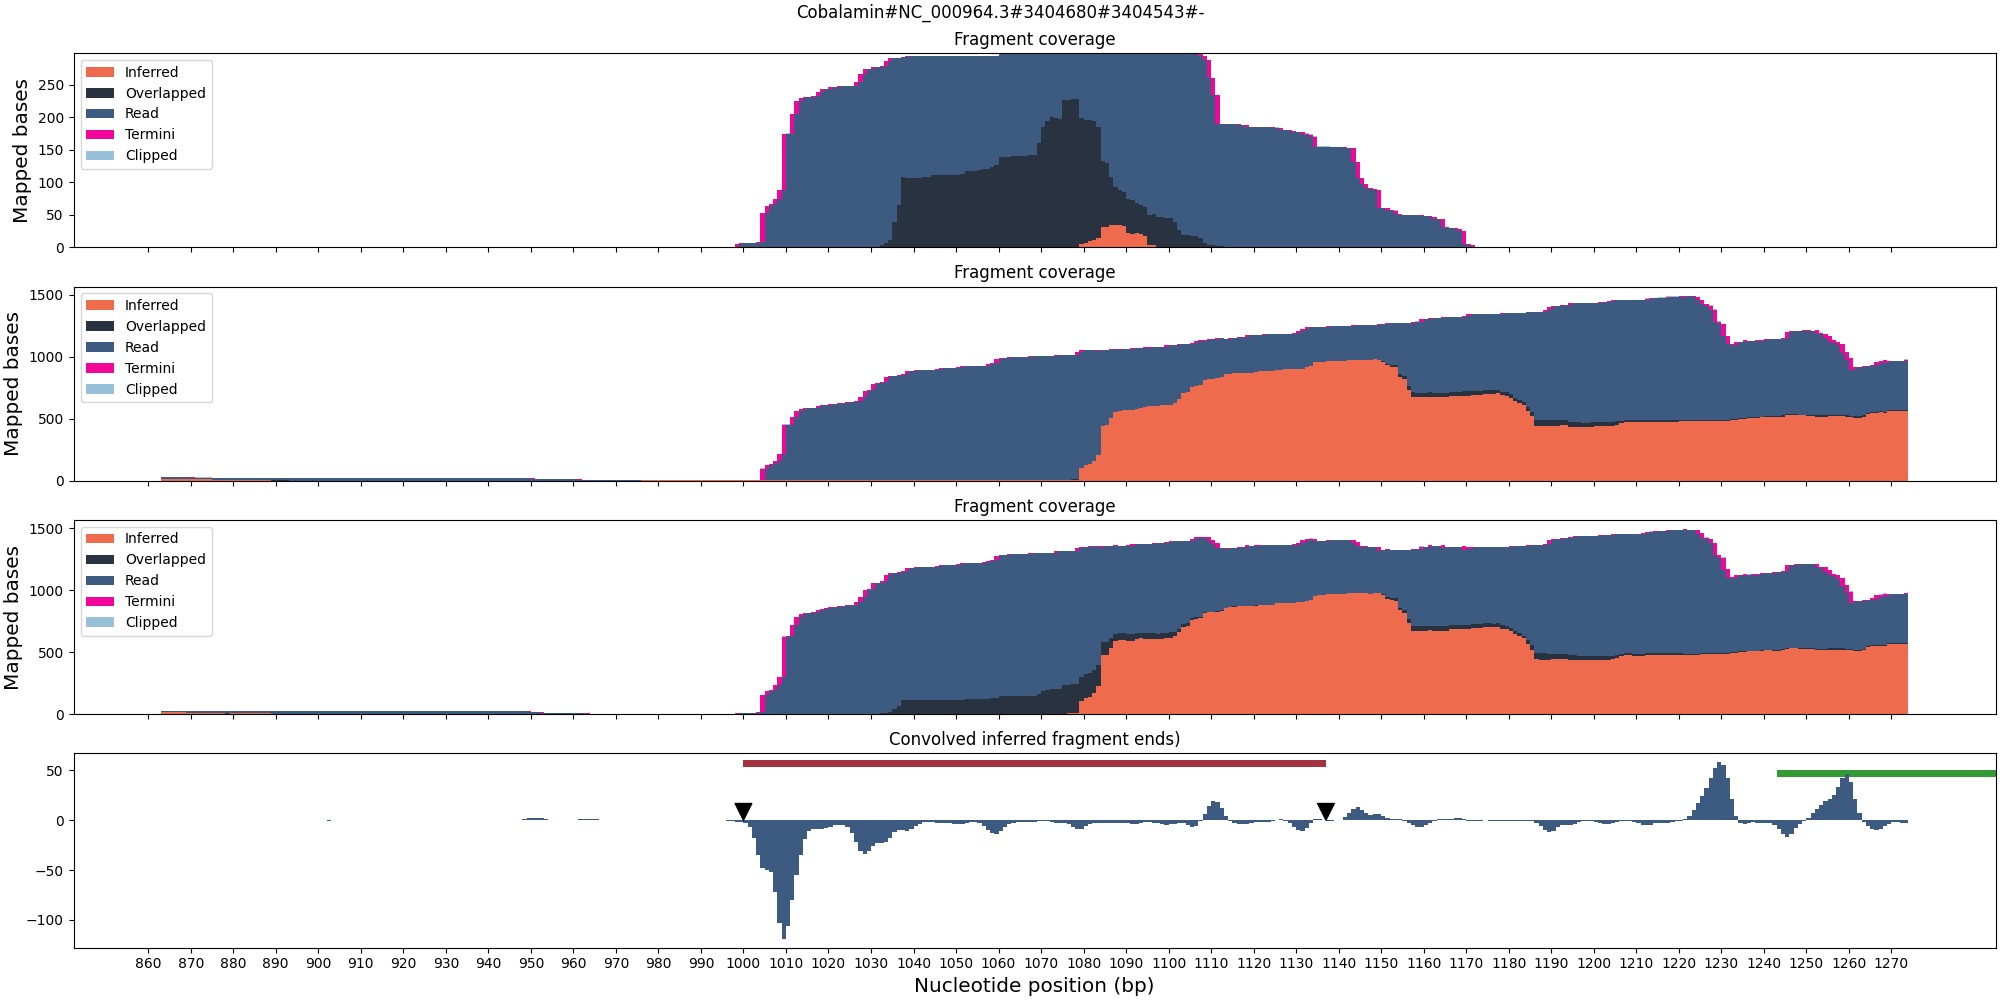 Cobalamin#NC_000964.3#3404680#3404543#-
Fragment coverage
Mapped bases
250
200
150
100
50
0
Inferred
Overlapped
Read
Termini
Clipped
Fragment coverage
Mapped bases
1500
1000
500
0
Inferred
Overlapped
Read
Termini
Clipped
Fragment coverage
Mapped bases
1500
1000
500
0
Inferred
Overlapped
Read
Termini
Clipped
Convolved inferred fragment ends)
50
0
−50
−100
860 870 880 890 900 910 920 930 940 950 960 970 980 990 1000 1010 1020 1030 1040 1050 1060 1070 1080 1090 1100 1110 1120 1130 1140 1150 1160 1170 1180 1190 1200 1210 1220 1230 1240 1250 1260 1270
Nucleotide position (bp)